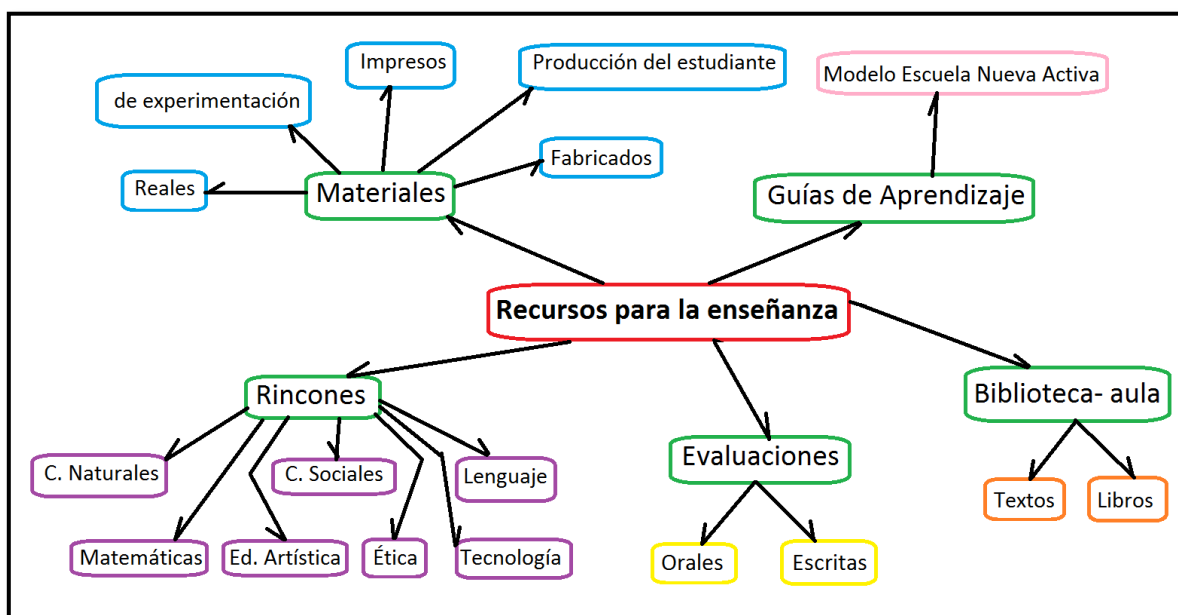 Impresos
Producción del estudiante
Modelo Escuela Nueva Activa
de experimentación
Fabricados
Reales
Materiales
Guías de Aprendizaje
Recursos para la enseñanza
Rincones
Biblioteca- aula
Evaluaciones
C. Naturales
C. Sociales
Lenguaje
Textos
Libros
Matemáticas
Ed. Artística
Ética
Tecnología
Orales
Escritas